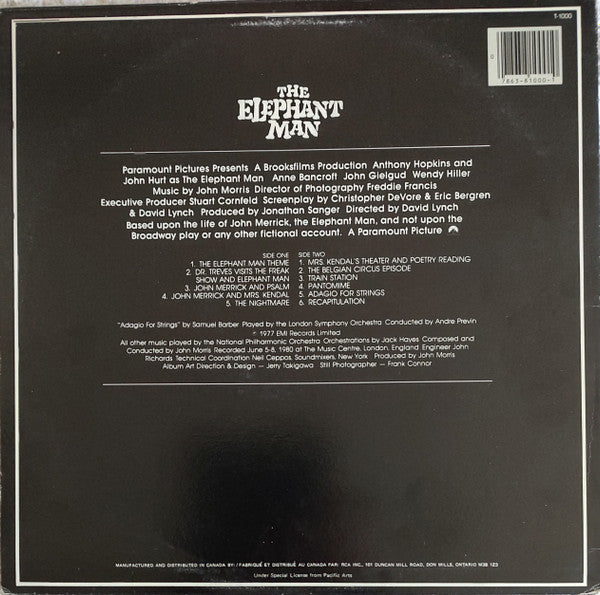 T-1000
0
7863-81000-1
THE
ELEPHANT
MAN
Paramount Pictures Presents A Brooksfilms Production Anthony Hopkins and
John Hurt as The Elephant Man Anne Bancroft John Gielgud Wendy Hiller
Music by John Morris Director of Photography Freddie Francis
Executive Producer Stuart Cornfeld Screenplay by Christopher DeVore & Eric Bergren
& David Lynch Produced by Jonathan Sanger Directed by David Lynch
Based upon the life of John Merrick, the Elephant Man, and not upon the
Broadway play or any other fictional account. A Paramount Picture
SIDE ONE
1. THE ELEPHANT MAN THEME
2. DR. TREVES VISITS THE FREAK
SHOW AND ELEPHANT MAN
3. JOHN MERRICK AND PSALM
4. JOHN MERRICK AND MRS. KENDAL
5. THE NIGHTMARE
SIDE TWO
1. MRS. KENDAL'S THEATER AND POETRY READING
2. THE BELGIAN CIRCUS EPISODE
3. TRAIN STATION
4. PANTOMIME
5. ADAGIO FOR STRINGS
6. RECAPITULATION
"Adagio For Strings" by Samuel Barber Played by the London Symphony Orchestra Conducted by Andre Previn
℗ 1977 EMI Records Limited
All other music played by the National Philharmonic Orchestra Orchestrations by Jack Hayes Composed and
Conducted by John Morris Recorded June 5-8, 1980 at The Music Centre, London, England Engineer John
Richards Technical Coordination Neil Ceppos, Soundmixers, New York Produced by John Morris
Album Art Direction & Design — Jerry Takigawa Still Photographer — Frank Connor
MANUFACTURED AND DISTRIBUTED IN CANADA BY: / FABRIQUÉ ET DISTRIBUÉ AU CANADA PAR: RCA INC., 101 DUNCAN MILL ROAD, DON MILLS, ONTARIO M3B 1Z3
Under Special License from Pacific Arts